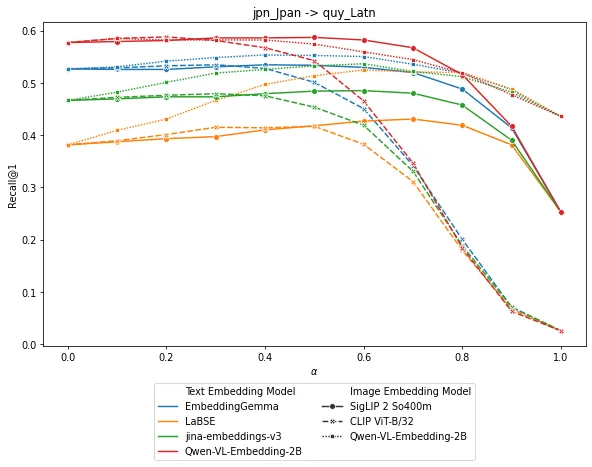 jpn_Jpan -> quy_Latn
Recall@1
0.6
0.5
0.4
0.3
0.2
0.1
0.0
0.0 0.2 0.4 0.6 0.8 1.0
α
Text Embedding Model
EmbeddingGemma
LaBSE
jina-embeddings-v3
Qwen-VL-Embedding-2B
Image Embedding Model
SigLIP 2 So400m
CLIP ViT-B/32
Qwen-VL-Embedding-2B